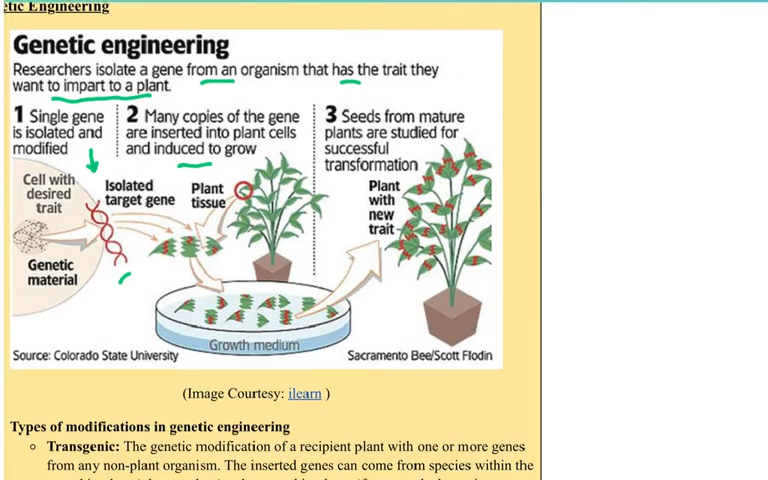 etic Engineering
Genetic engineering
Researchers isolate a gene from an organism that has the trait they
want to impart to a plant.
1 Single gene
is isolated and
modified
2 Many copies of the gene
are inserted into plant cells
and induced to grow
3 Seeds from mature
plants are studied for
successful
transformation
Cell with
desired
trait
Isolated
target gene
Plant
tissue
Plant
with
new
trait
Genetic
material
Growth medium
Source: Colorado State University
Sacramento Bee/Scott Flodin
(Image Courtesy: ilearn )
Types of modifications in genetic engineering
Transgenic: The genetic modification of a recipient plant with one or more genes
from any non-plant organism. The inserted genes can come from species within the